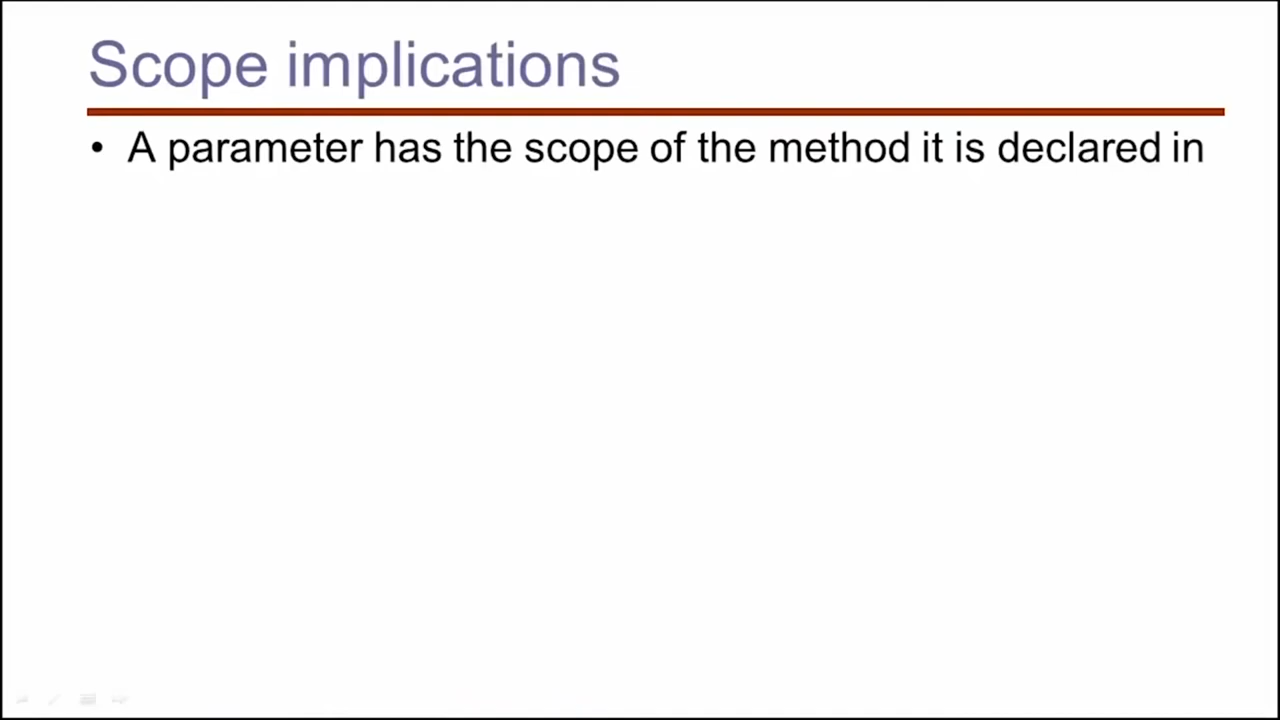 Scope implications
• A parameter has the scope of the method it is declared in